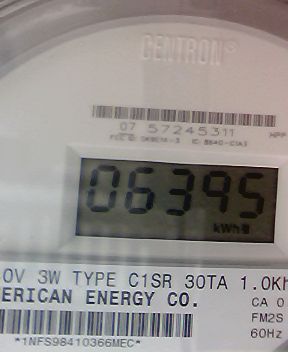 CENTRON®
07 57245311
06395
kWh
0V 3W TYPE C1SR 30TA 1.0Kh
ERICAN ENERGY CO.
CA 0
FM2S
60Hz
*1NFS98410366MEC*